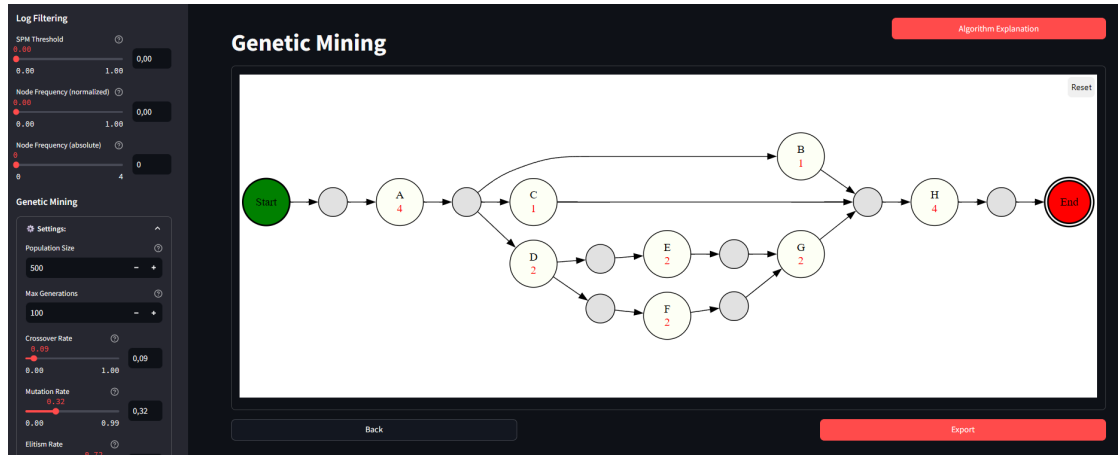 Log Filtering
SPM Threshold
0.00
0,00
0.00 1.00
Node Frequency (normalized)
0.00
0,00
0.00 1.00
Node Frequency (absolute)
0
0
0 4
Genetic Mining
Settings:
Population Size
500 - +
Max Generations
100 - +
Crossover Rate
0.09
0,09
0.00 1.00
Mutation Rate
0.32
0,32
0.00 0.99
Elitism Rate
Genetic Mining
Algorithm Explanation
Reset
Start
A
4
B
1
C
1
D
2
E
2
F
2
G
2
H
4
End
Back
Export